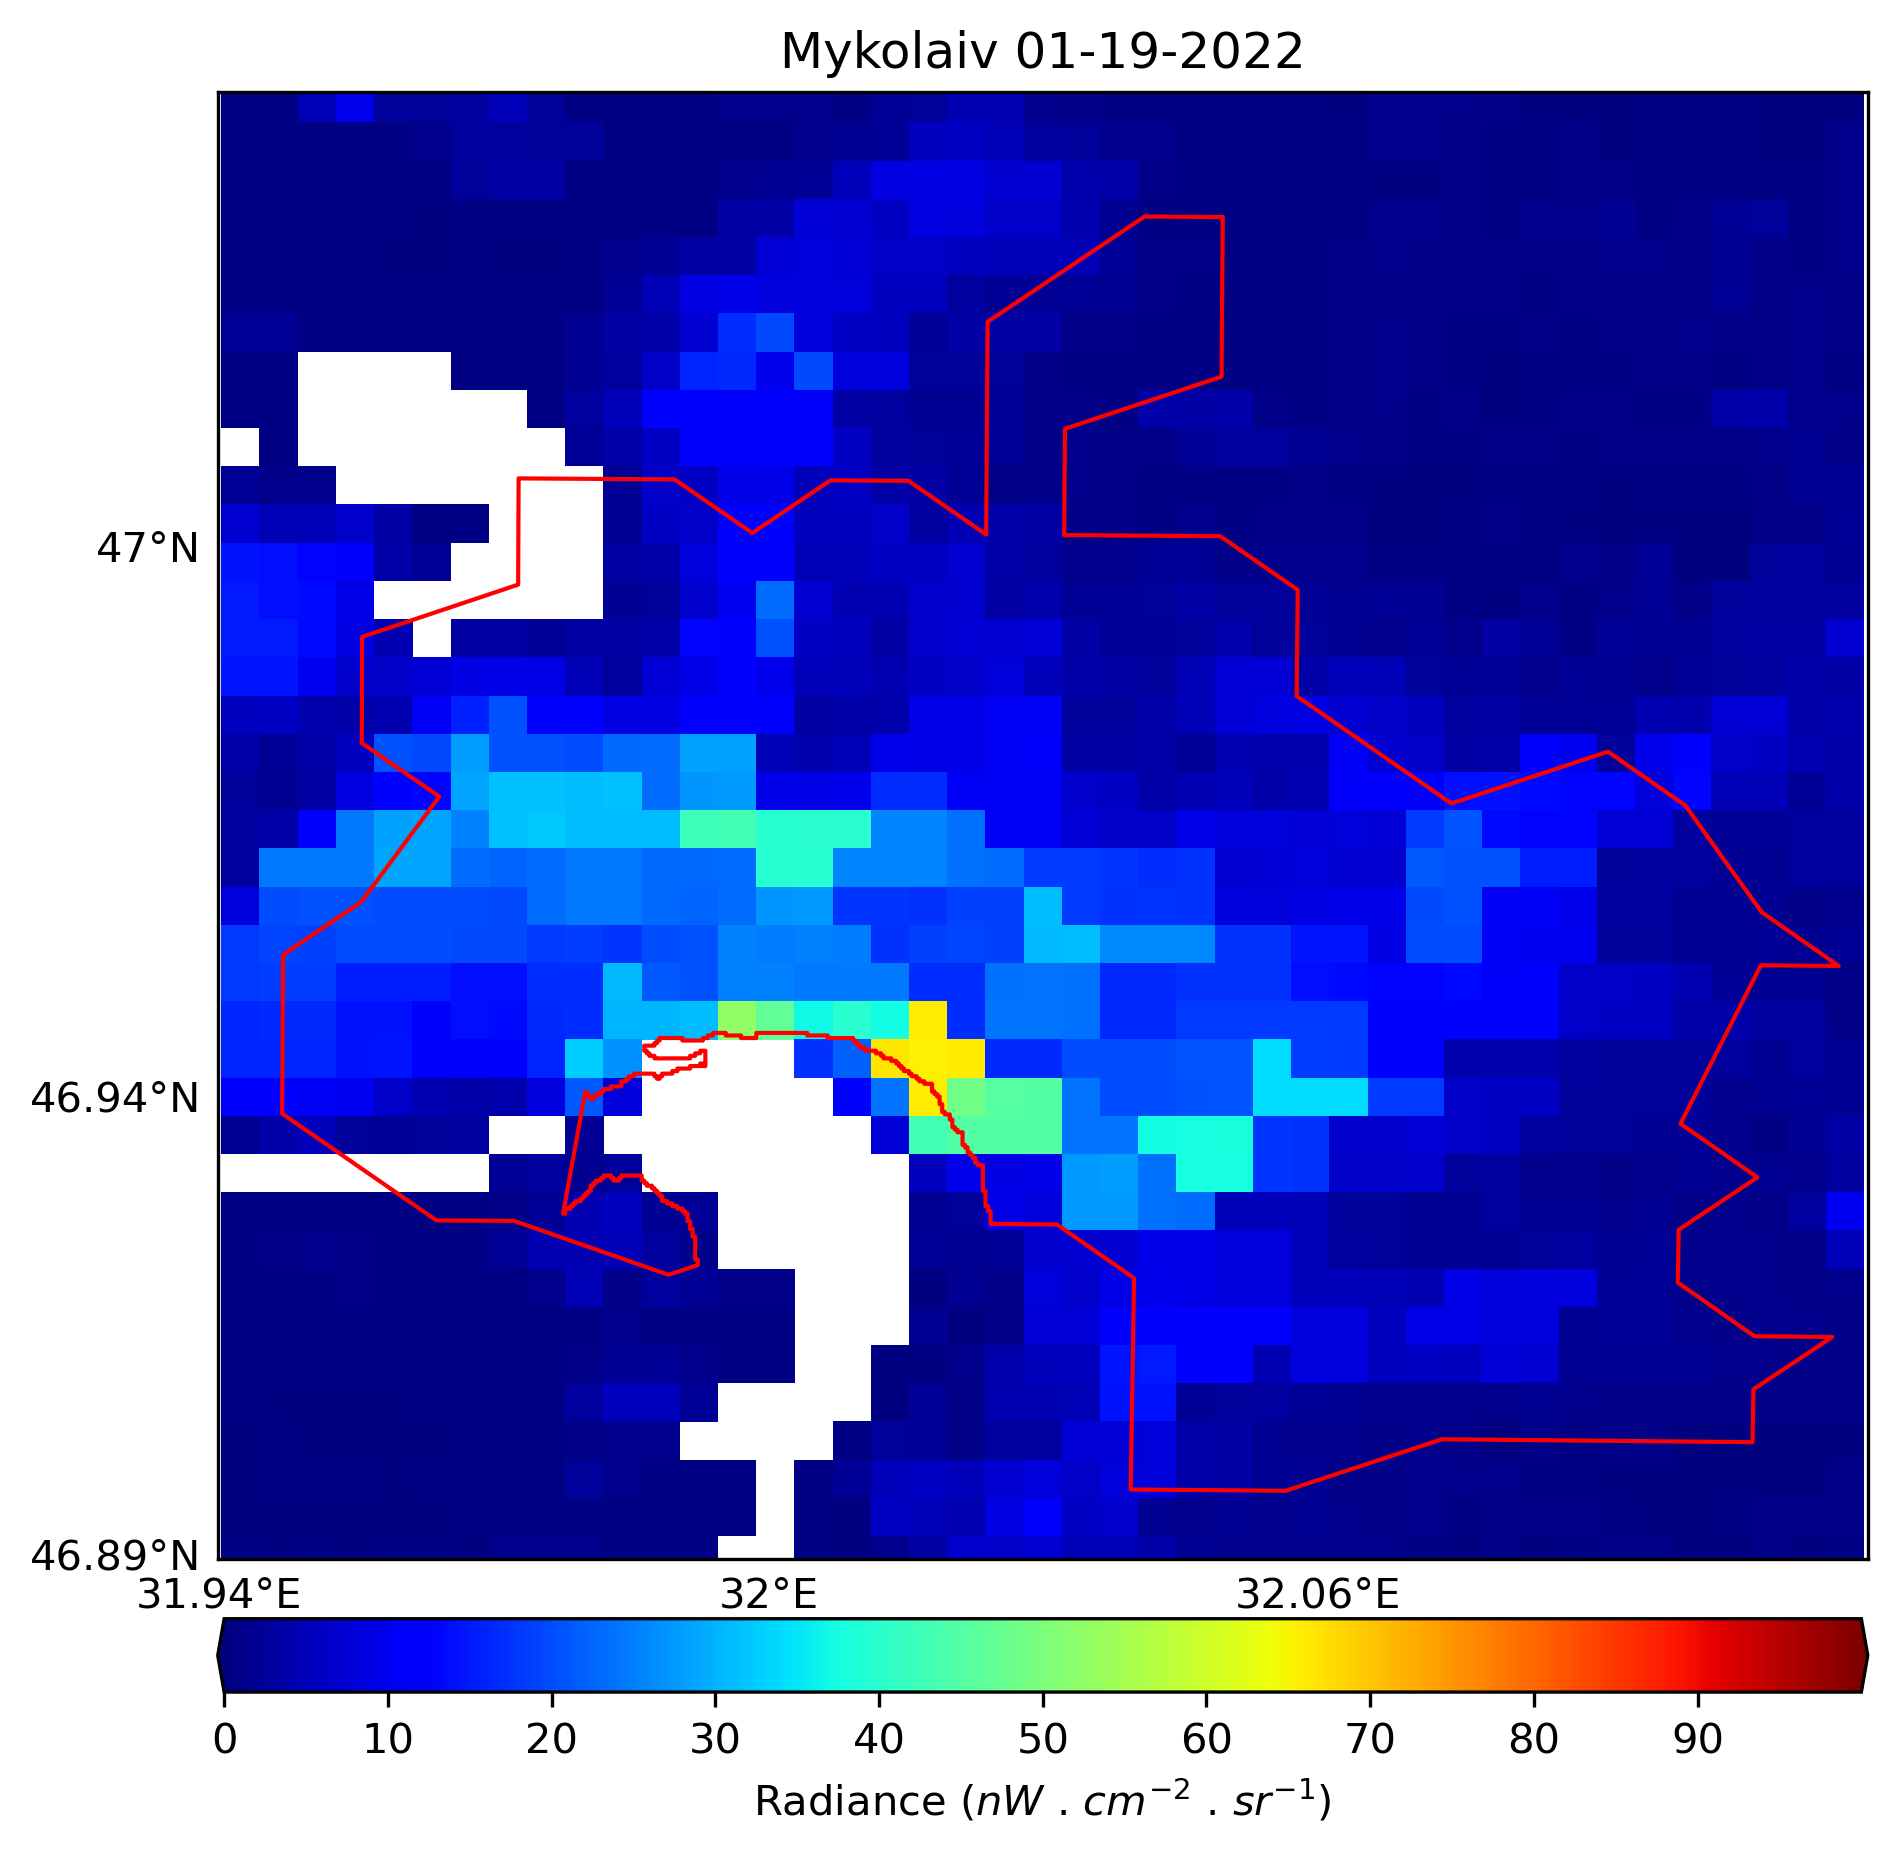 Mykolaiv 01-19-2022
47°N
46.94°N
46.89°N
31.94°E 32°E 32.06°E
0 10 20 30 40 50 60 70 80 90
Radiance (nW . cm⁻² . sr⁻¹)